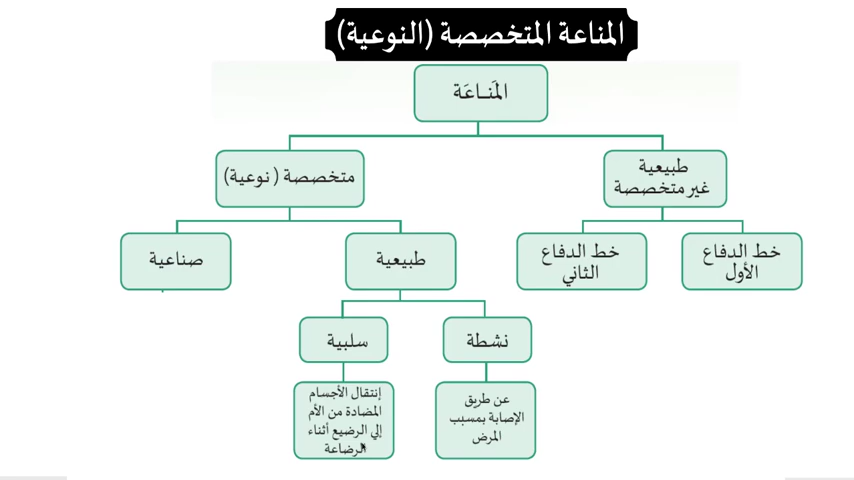 المناعة المتخصصة (النوعية)
المَنـاعَة
طبيعية
غير متخصصة
متخصصة ( نوعية)
خط الدفاع
الأول
خط الدفاع
الثاني
طبيعية
صناعية
نشطة
سلبية
عن طريق
الإصابة بمسبب
المرض
إنتقال الأجسام
المضادة من الأم
إلي الرضيع أثناء
الرضاعة